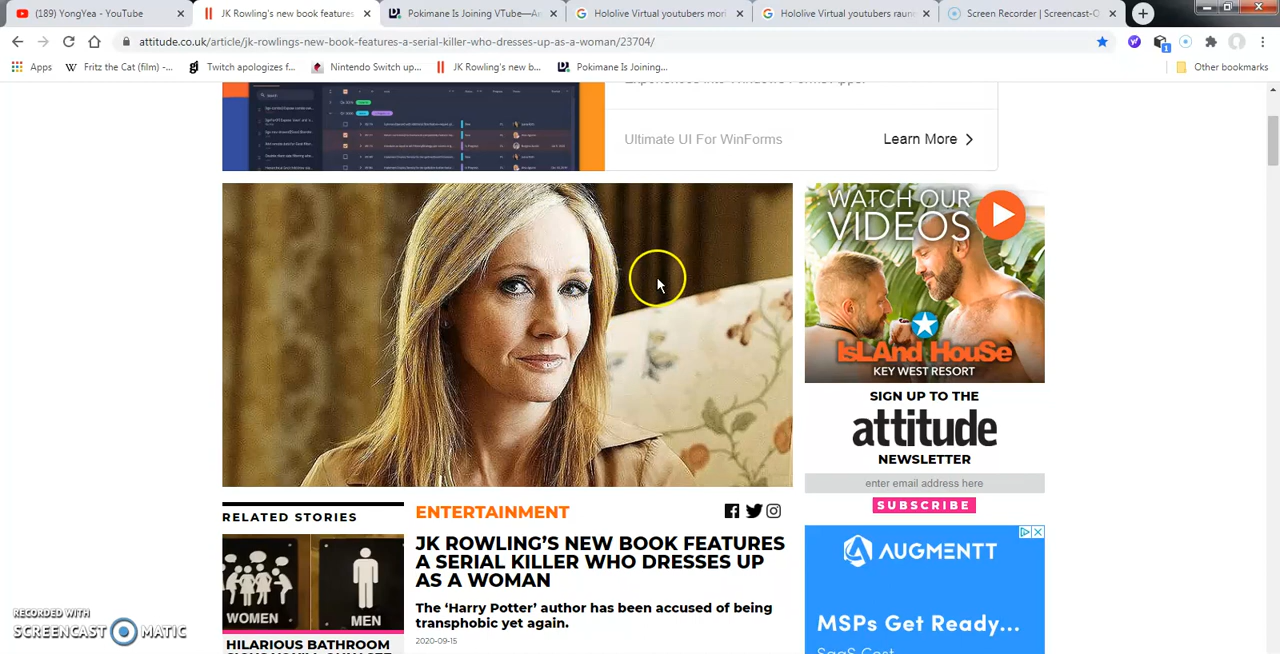 (189) YongYea - YouTube
JK Rowling's new book features
Pokimane Is Joining VTube—An
Hololive Virtual youtubers mori
Hololive Virtual youtubers raun
Screen Recorder | Screencast-O
attitude.co.uk/article/jk-rowlings-new-book-features-a-serial-killer-who-dresses-up-as-a-woman/23704/
Apps
Fritz the Cat (film) -...
Twitch apologizes f...
Nintendo Switch up...
JK Rowling's new b...
Pokimane Is Joining...
Other bookmarks
Ultimate UI For WinForms
Learn More
WATCH OUR
VIDEOS
IsLAnd HouSe
KEY WEST RESORT
SIGN UP TO THE
attitude
NEWSLETTER
enter email address here
SUBSCRIBE
RELATED STORIES
WOMEN
MEN
HILARIOUS BATHROOM
ENTERTAINMENT
JK ROWLING'S NEW BOOK FEATURES
A SERIAL KILLER WHO DRESSES UP
AS A WOMAN
The 'Harry Potter' author has been accused of being
transphobic yet again.
2020-09-15
AUGMENTT
MSPs Get Ready...
RECORDED WITH
SCREENCAST MATIC